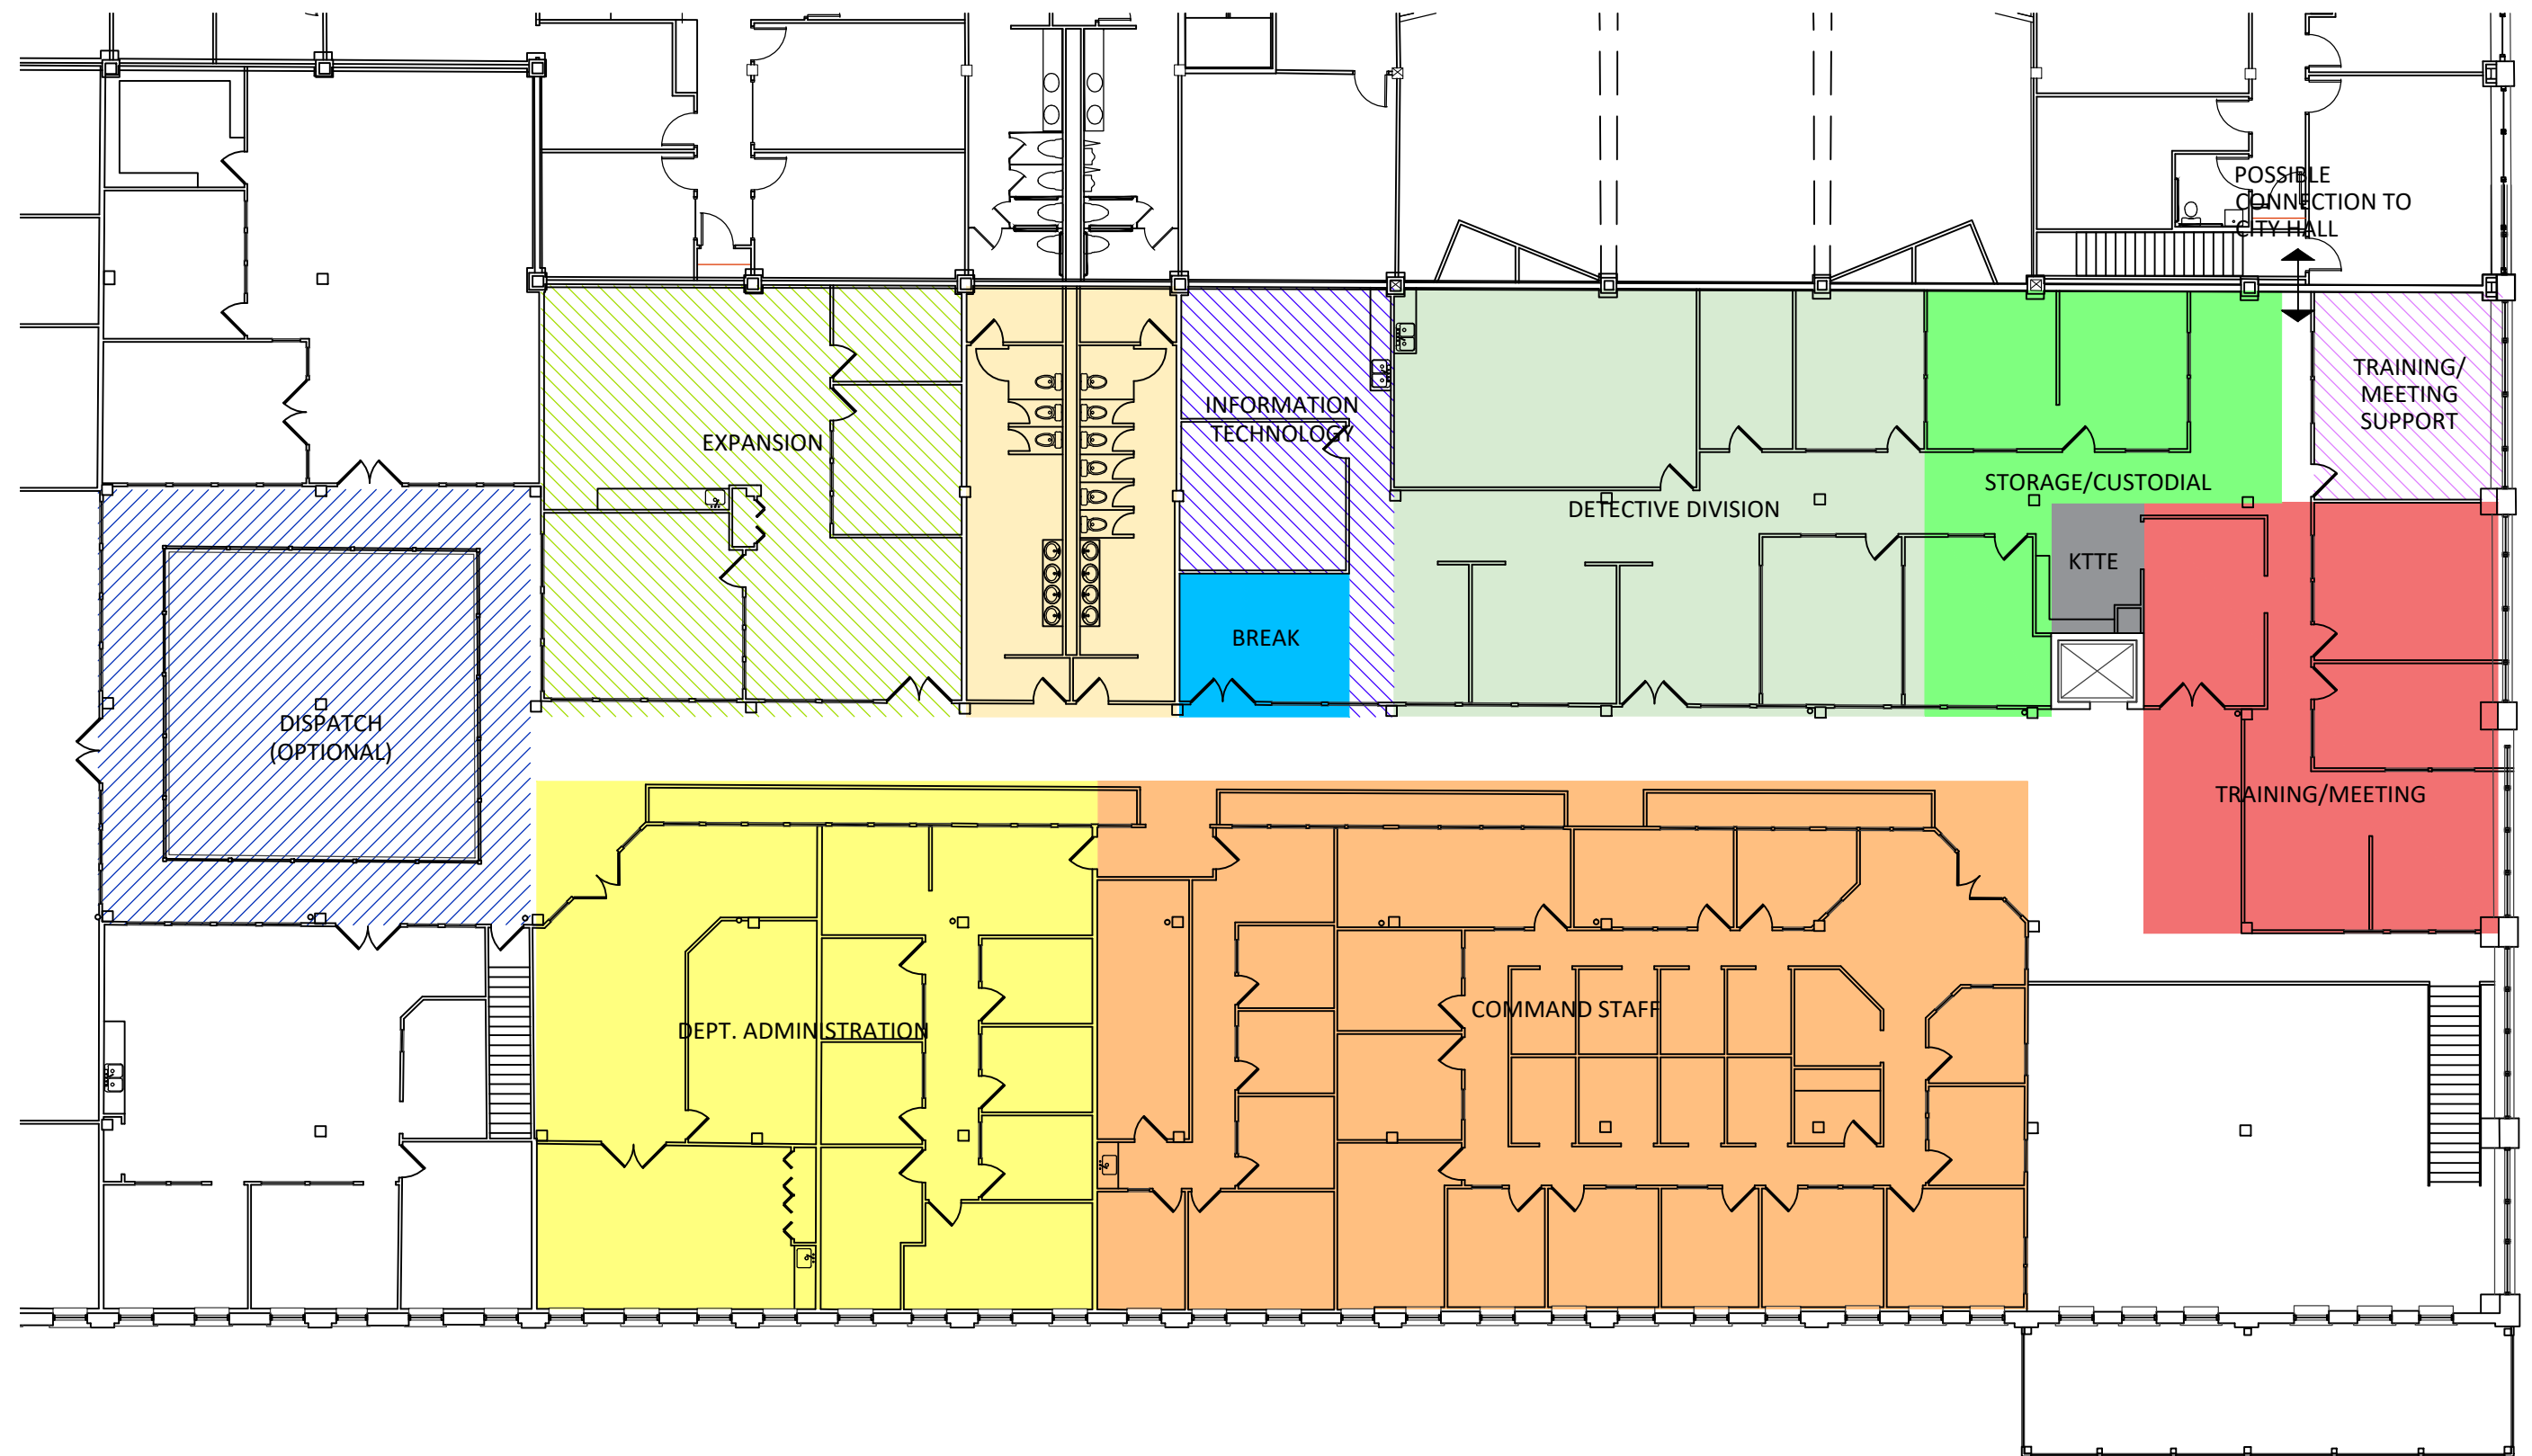 POSSIBLE
CONNECTION TO
CITY HALL
TRAINING/
MEETING
SUPPORT
INFORMATION
TECHNOLOGY
EXPANSION
STORAGE/CUSTODIAL
DETECTIVE DIVISION
KTTE
BREAK
DISPATCH
(OPTIONAL)
TRAINING/MEETING
COMMAND STAFF
DEPT. ADMINISTRATION